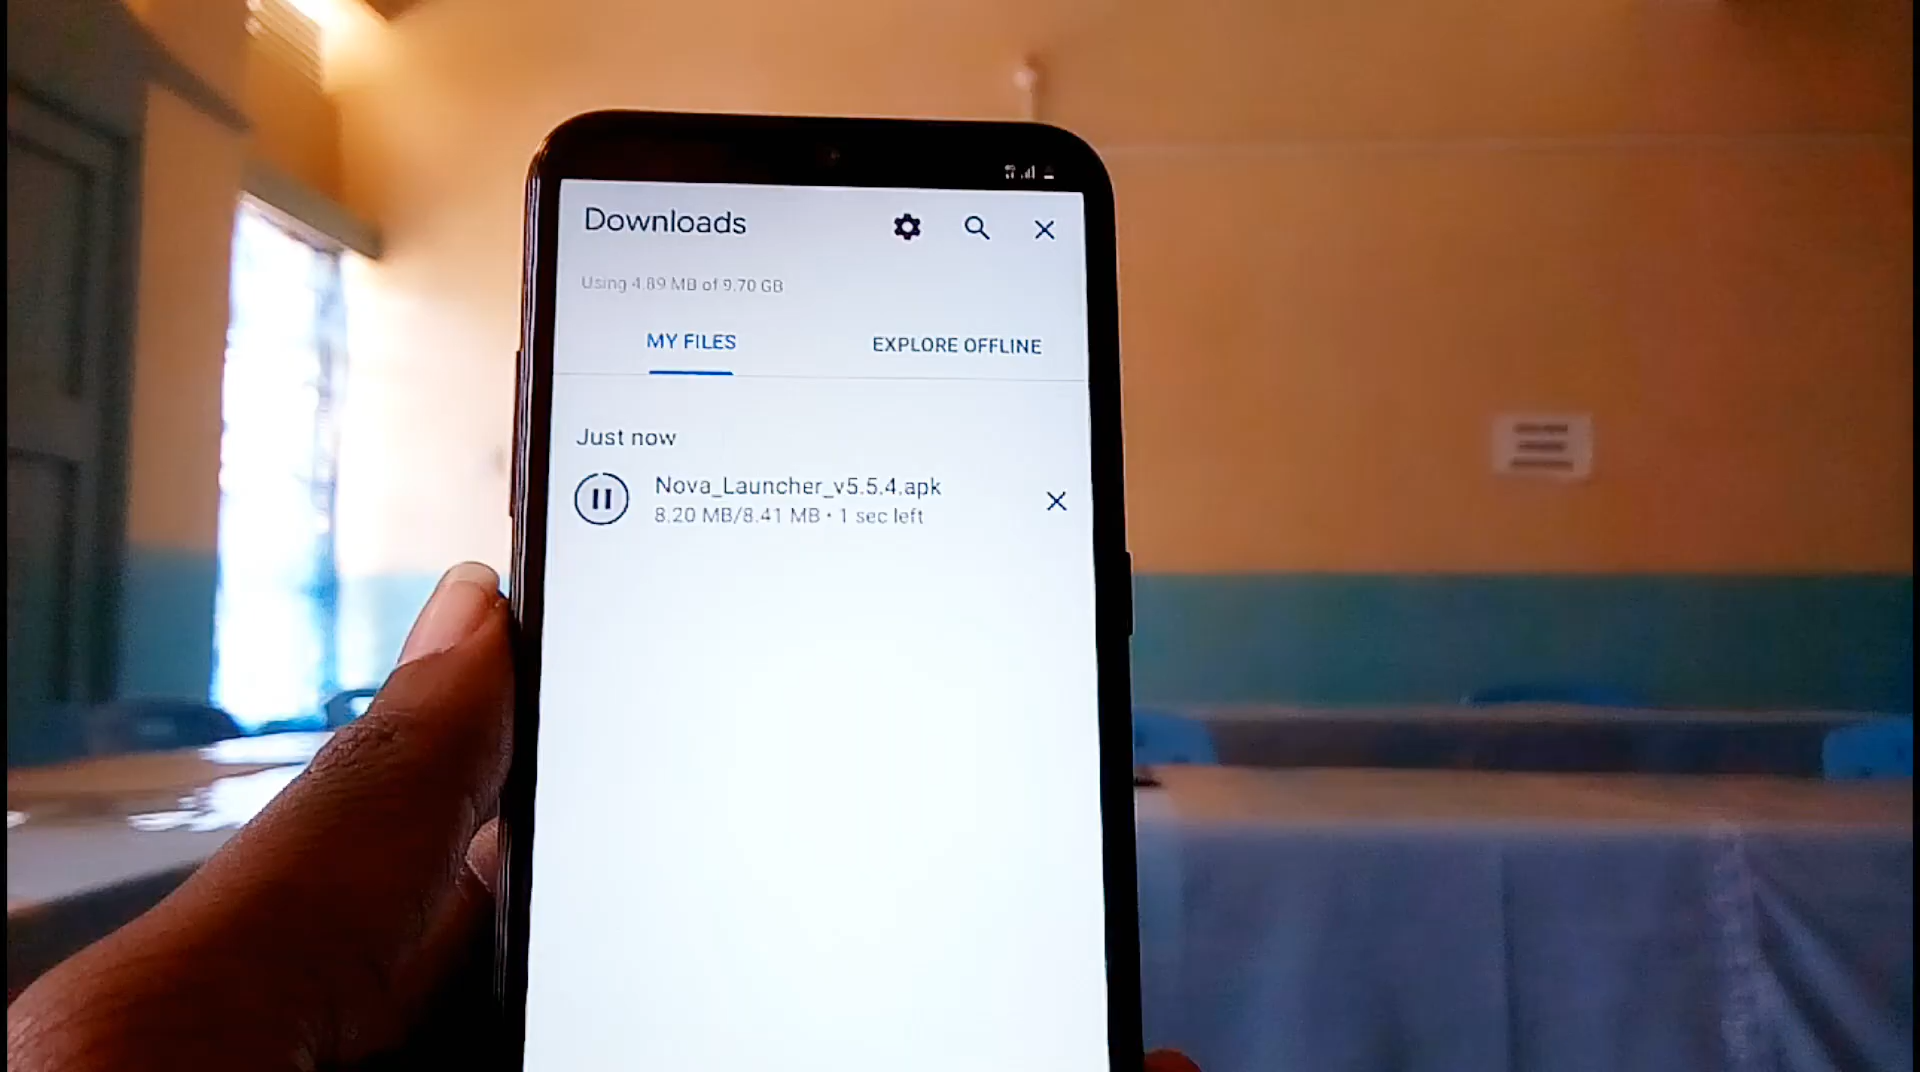 Downloads
Using 4.89 MB of 9.70 GB
MY FILES
EXPLORE OFFLINE
Just now
Nova_Launcher_v5.5.4.apk
8.20 MB/8.41 MB • 1 sec left